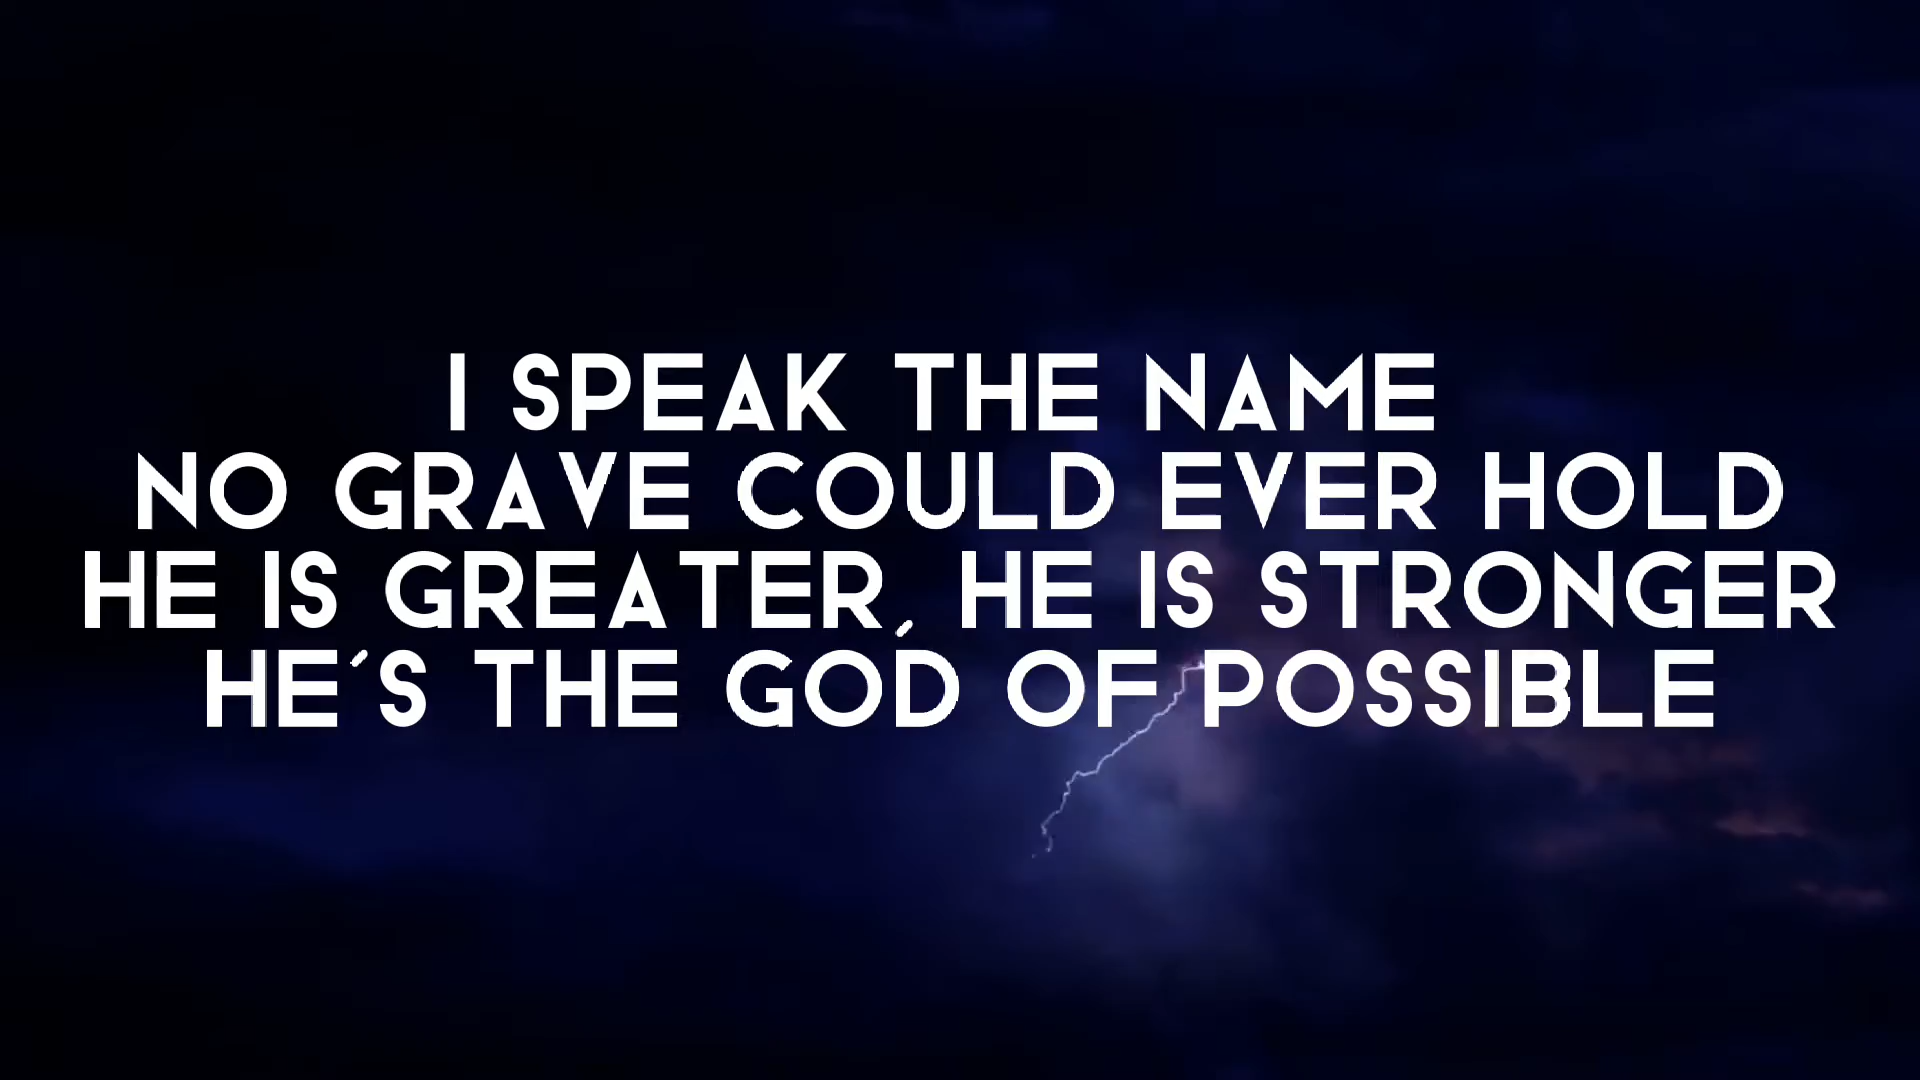 I SPEAK THE NAME
NO GRAVE COULD EVER HOLD
HE IS GREATER, HE IS STRONGER
HE'S THE GOD OF POSSIBLE